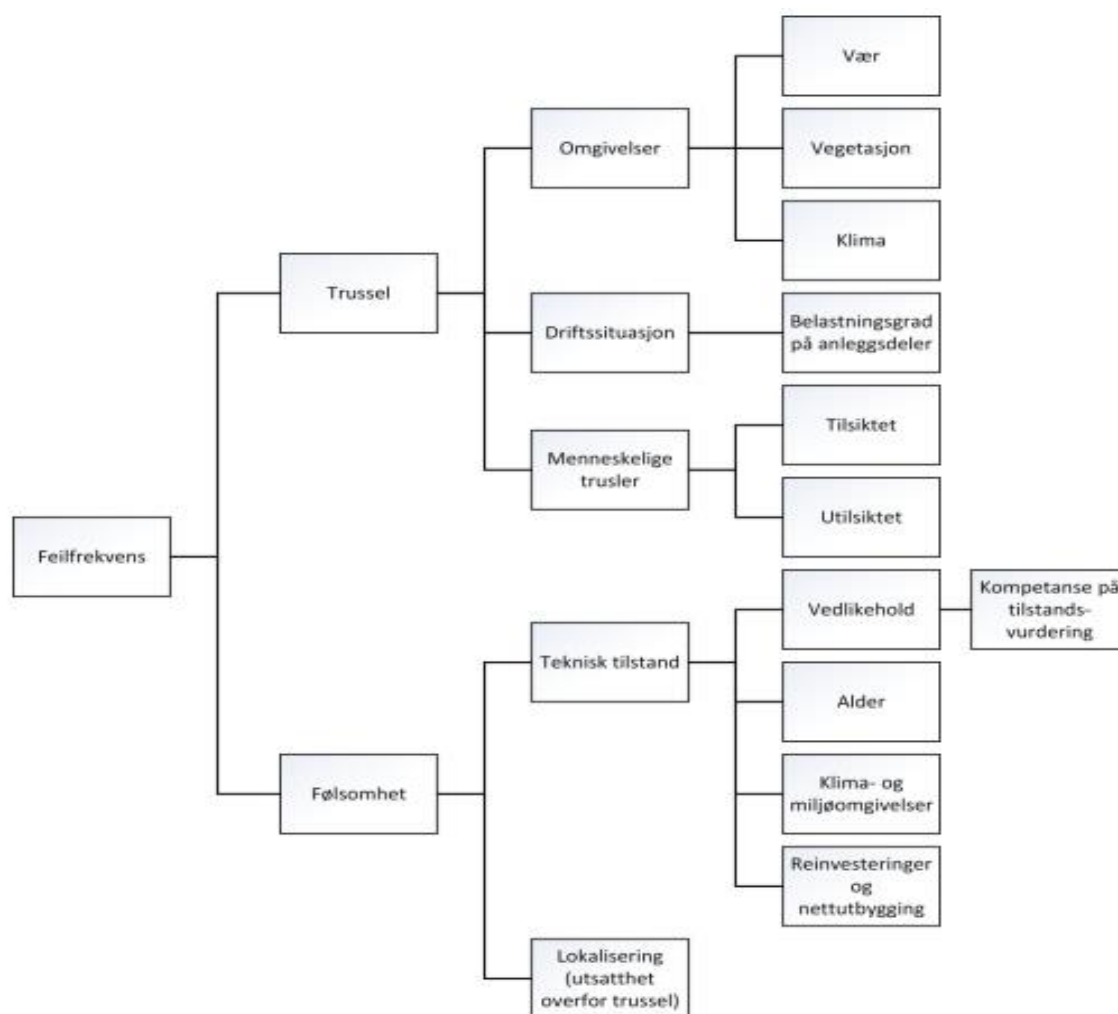 Vær
Omgivelser
Vegetasjon
Klima
Trussel
Driftssituasjon
Belastningsgrad
på anleggsdeler
Tilsiktet
Menneskelige
trusler
Utilsiktet
Feilfrekvens
Vedlikehold
Kompetanse på
tilstands-
vurdering
Teknisk tilstand
Alder
Følsomhet
Klima- og
miljøomgivelser
Reinvesteringer
og
nettutbygging
Lokalisering
(utsatthet
overfor trussel)